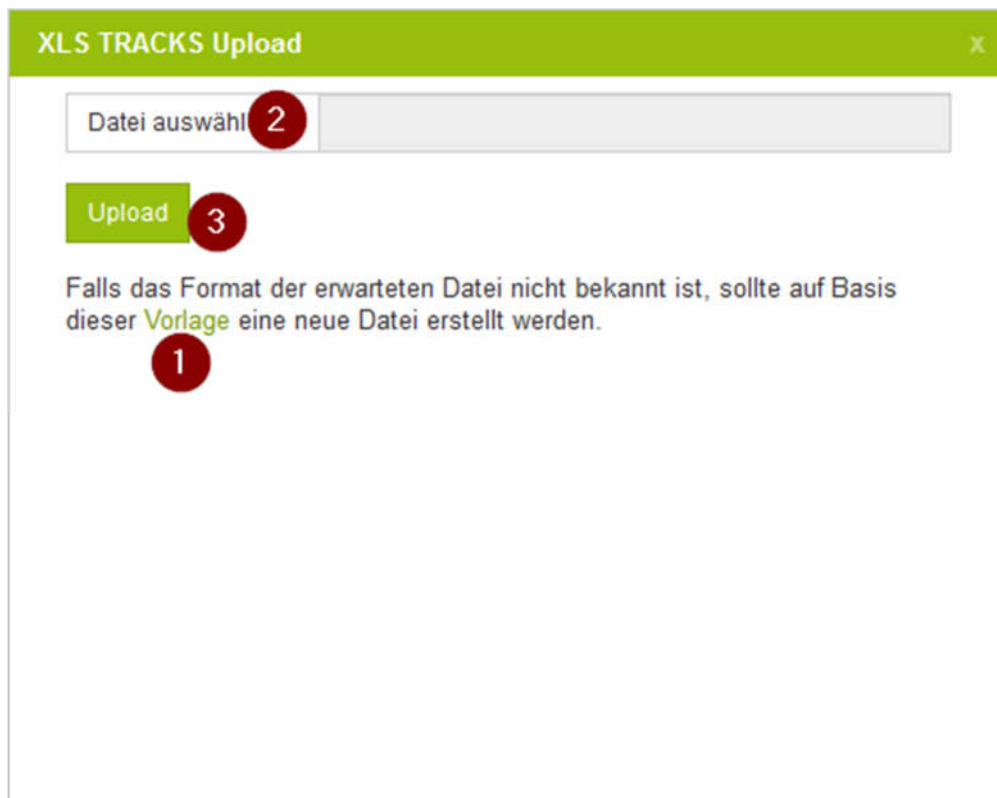 XLS TRACKS Upload x
Datei auswähl 2
Upload 3
Falls das Format der erwarteten Datei nicht bekannt ist, sollte auf Basis
dieser Vorlage eine neue Datei erstellt werden.
1